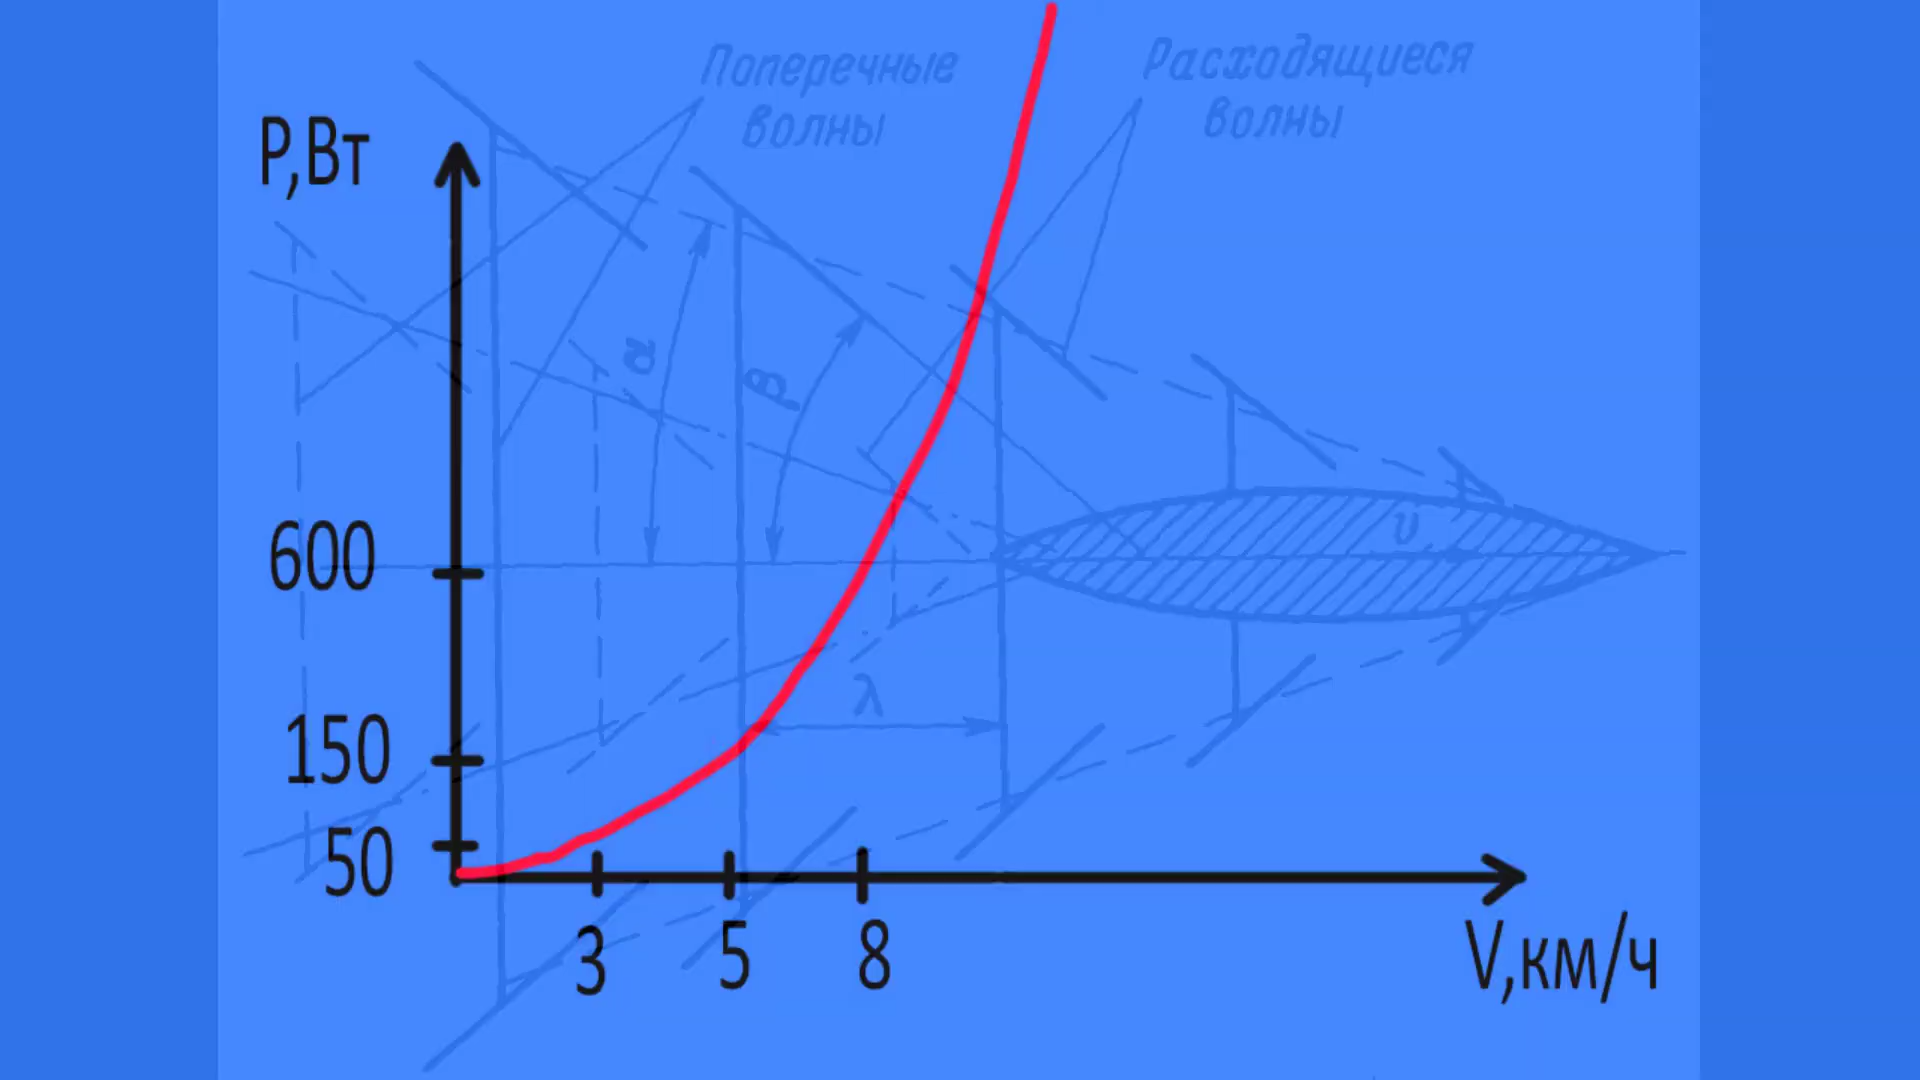 Поперечные
волны
Расходящиеся
волны
P,Вт
α
β
600
υ
λ
150
50
3
5
8
V,км/ч